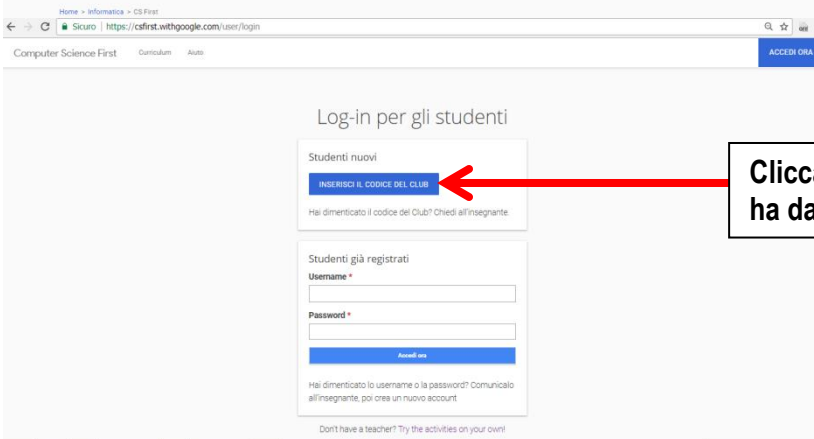 Home > Informatica > CS First
Sicuro | https://csfirst.withgoogle.com/user/login
Computer Science First Curriculum Aiuto
ACCEDI ORA
Log-in per gli studenti
Studenti nuovi
INSERISCI IL CODICE DEL CLUB
Hai dimenticato il codice del Club? Chiedi all'insegnante.
Clicca
ha da
Studenti già registrati
Username *
Password *
Accedi ora
Hai dimenticato lo username o la password? Comunicalo
all'insegnante, poi crea un nuovo account
Don't have a teacher? Try the activities on your own!